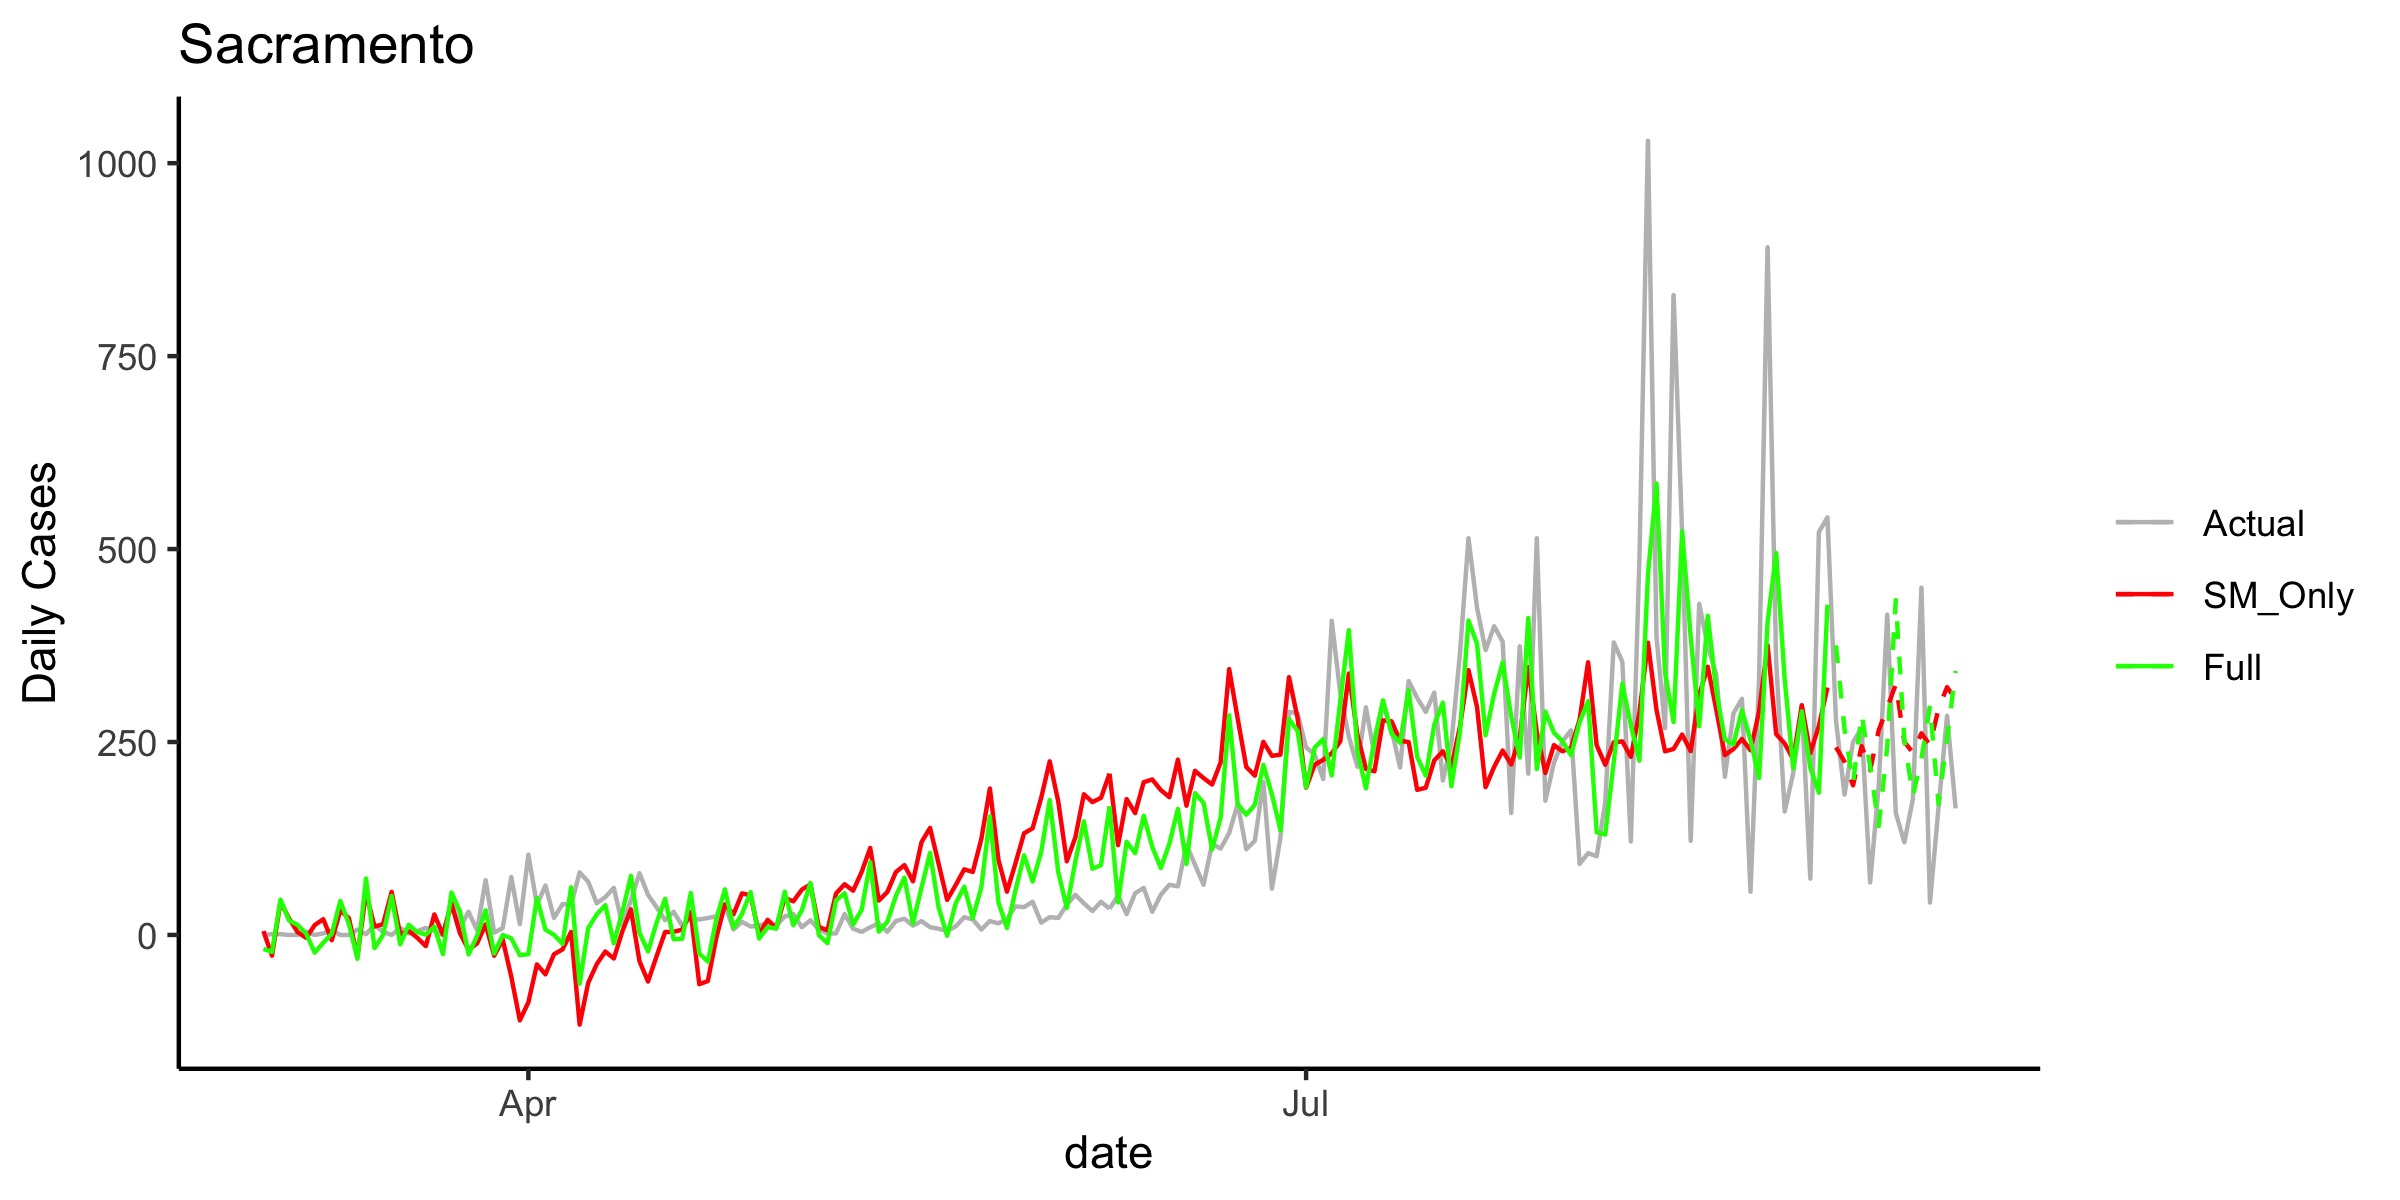 Sacramento
1000
750
500
250
0
Daily Cases
Apr
Jul
date
Actual
SM_Only
Full